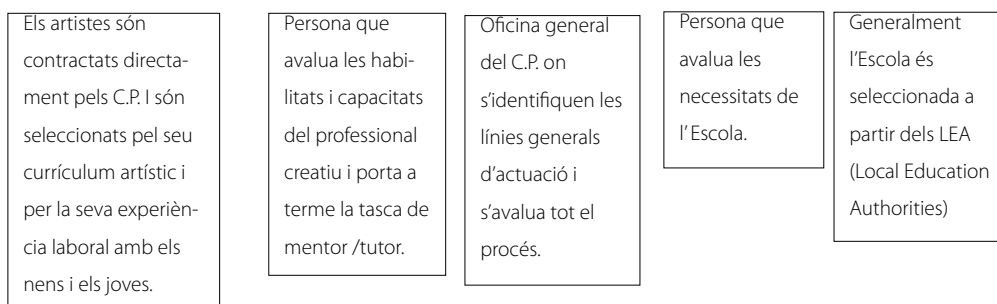 Els artistes són
contractats directa-
ment pels C.P. I són
seleccionats pel seu
currículum artístic i
per la seva experièn-
cia laboral amb els
nens i els joves.
Persona que
avalua les habi-
litats i capacitats
del professional
creatiu i porta a
terme la tasca de
mentor /tutor.
Oficina general
del C.P. on
s’identifiquen les
línies generals
d’actuació i
s’avalua tot el
procés.
Persona que
avalua les
necessitats de
l’Escola.
Generalment
l’Escola és
seleccionada a
partir dels LEA
(Local Education
Authorities)